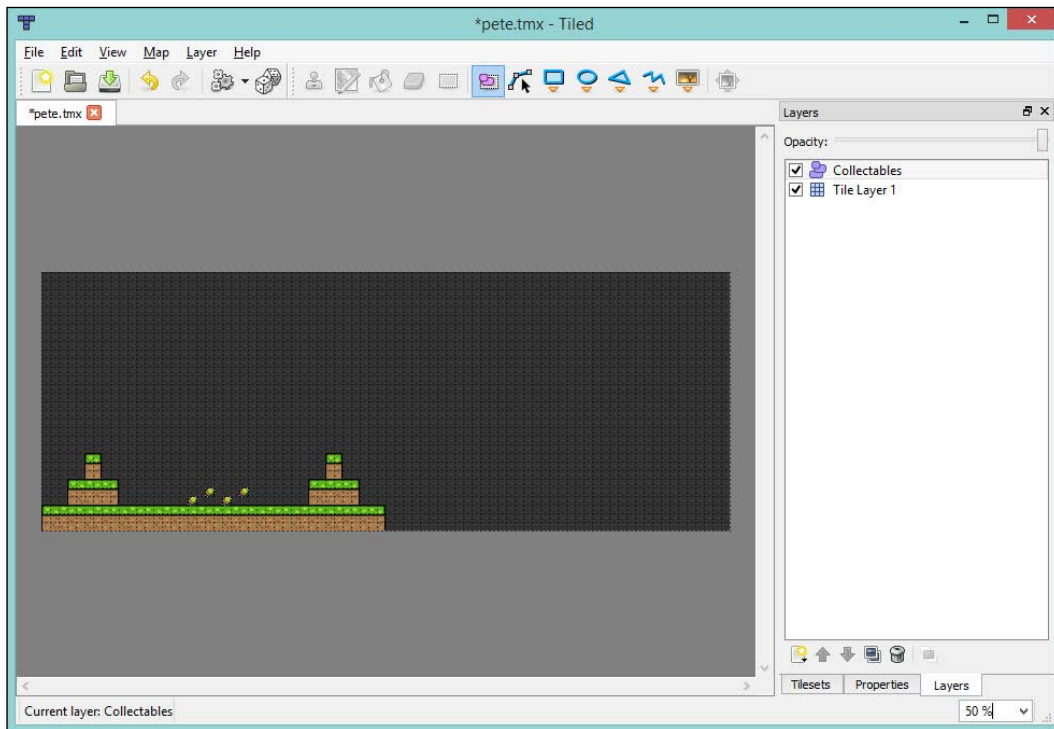 *pete.tmx - Tiled
File Edit View Map Layer Help
*pete.tmx
Layers
Opacity:
Collectables
Tile Layer 1
Tilesets Properties Layers
Current layer: Collectables
50 %